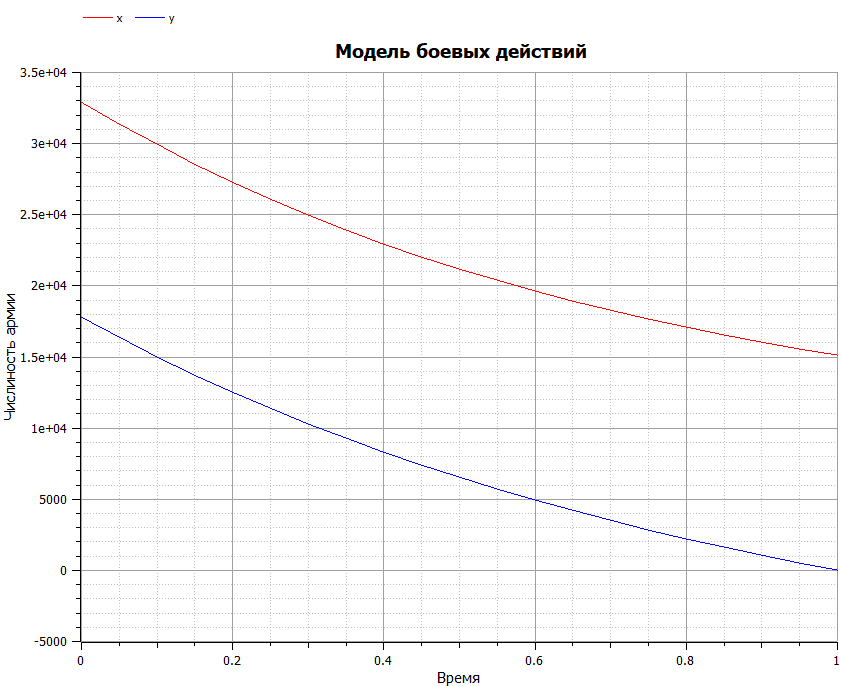 x y
Модель боевых действий
3.5e+04
3e+04
2.5e+04
2e+04
1.5e+04
1e+04
5000
0
-5000
Числиность армии
0 0.2 0.4 0.6 0.8 1
Время